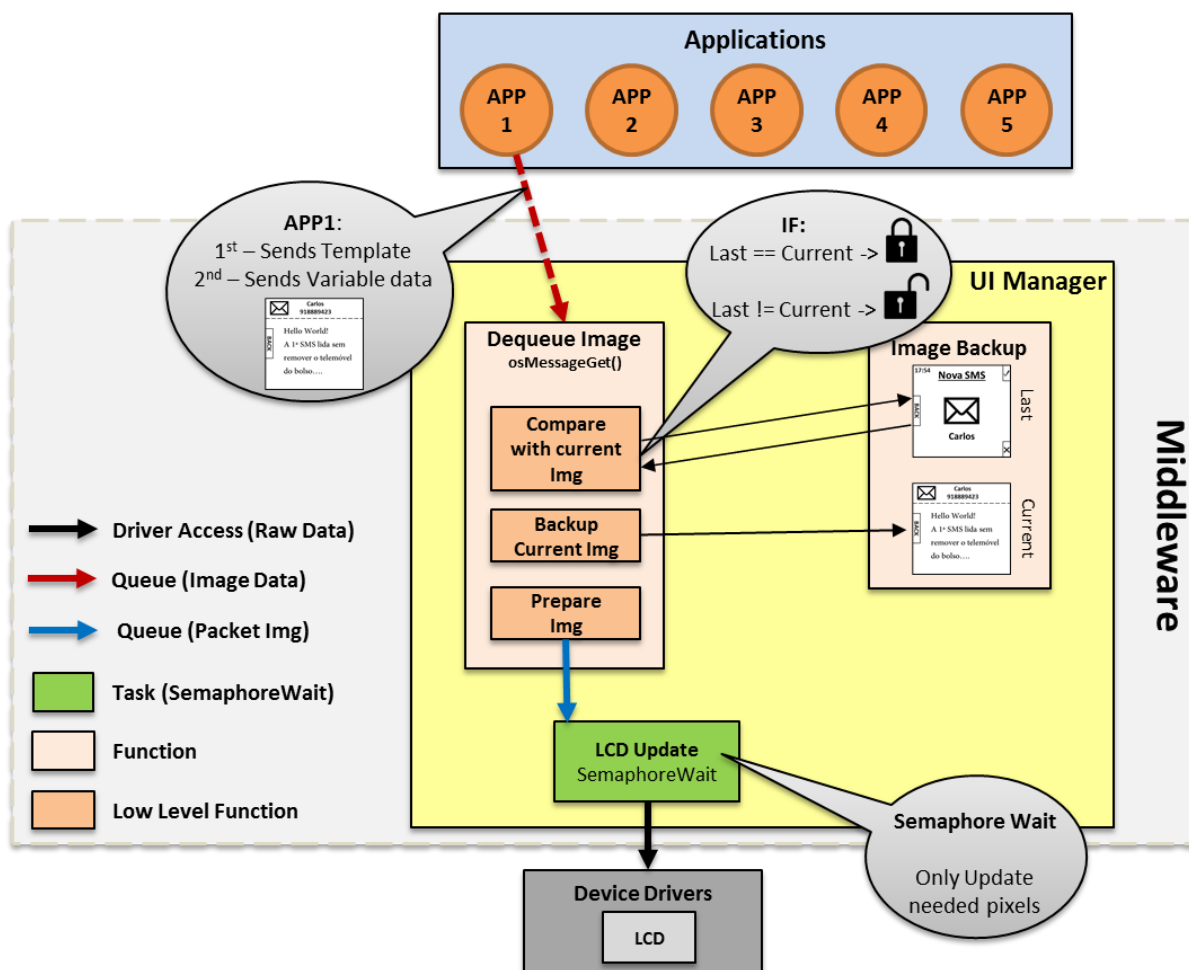 Applications
APP
1
APP
2
APP
3
APP
4
APP
5
APP1:
1st – Sends Template
2nd – Sends Variable data
Carlos
918889423
BACK
Hello World!
A 1ª SMS lida sem
remover o telemóvel
do bolso....
IF:
Last == Current ->
Last != Current ->
UI Manager
Middleware
Dequeue Image
osMessageGet()
Compare
with current
Img
Backup
Current Img
Prepare
Img
Image Backup
17:54
Nova SMS
BACK
Carlos
Last
Carlos
918889423
BACK
Hello World!
A 1ª SMS lida sem
remover o telemóvel
do bolso....
Current
Driver Access (Raw Data)
Queue (Image Data)
Queue (Packet Img)
Task (SemaphoreWait)
Function
Low Level Function
LCD Update
SemaphoreWait
Semaphore Wait
Only Update
needed pixels
Device Drivers
LCD